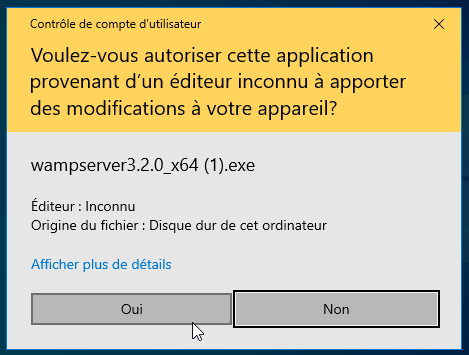 Contrôle de compte d'utilisateur
Voulez-vous autoriser cette application
provenant d'un éditeur inconnu à apporter
des modifications à votre appareil?
wampserver3.2.0_x64 (1).exe
Éditeur : Inconnu
Origine du fichier : Disque dur de cet ordinateur
Afficher plus de détails
Oui
Non